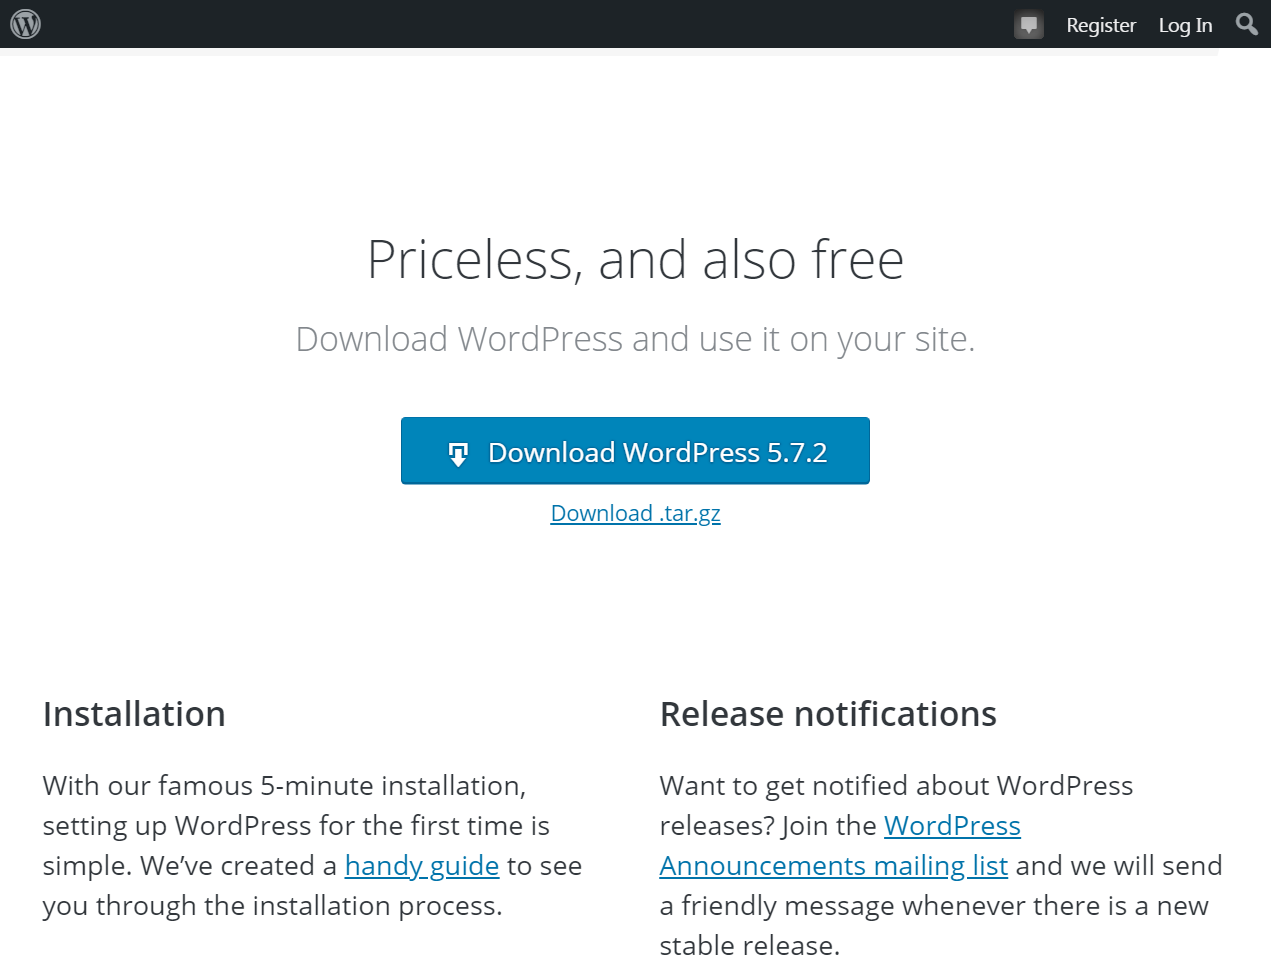 Register Log In
Priceless, and also free
Download WordPress and use it on your site.
Download WordPress 5.7.2
Download .tar.gz
Installation
With our famous 5-minute installation,
setting up WordPress for the first time is
simple. We’ve created a handy guide to see
you through the installation process.
Release notifications
Want to get notified about WordPress
releases? Join the WordPress
Announcements mailing list and we will send
a friendly message whenever there is a new
stable release.